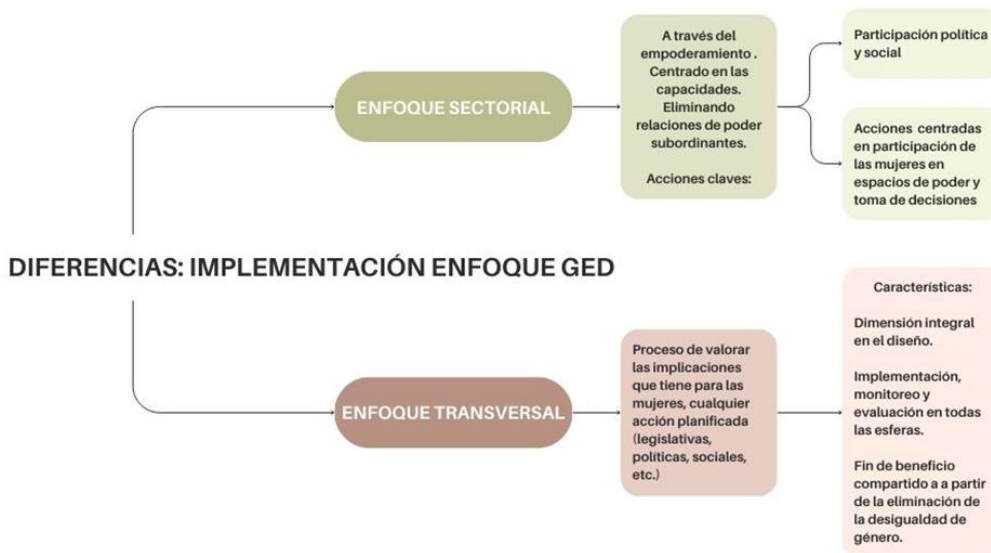 ENFOQUE SECTORIAL
A través del
empoderamiento .
Centrado en las
capacidades.
Eliminando
relaciones de poder
subordinantes.
Acciones claves:
Participación política
y social
Acciones centradas
en participación de
las mujeres en
espacios de poder y
toma de decisiones
DIFERENCIAS: IMPLEMENTACIÓN ENFOQUE GED
ENFOQUE TRANSVERSAL
Proceso de valorar
las implicaciones
que tiene para las
mujeres, cualquier
acción planificada
(legislativas,
políticas, sociales,
etc.)
Características:
Dimensión integral
en el diseño.
Implementación,
monitoreo y
evaluación en todas
las esferas.
Fin de beneficio
compartido a a partir
de la eliminación de
la desigualdad de
género.